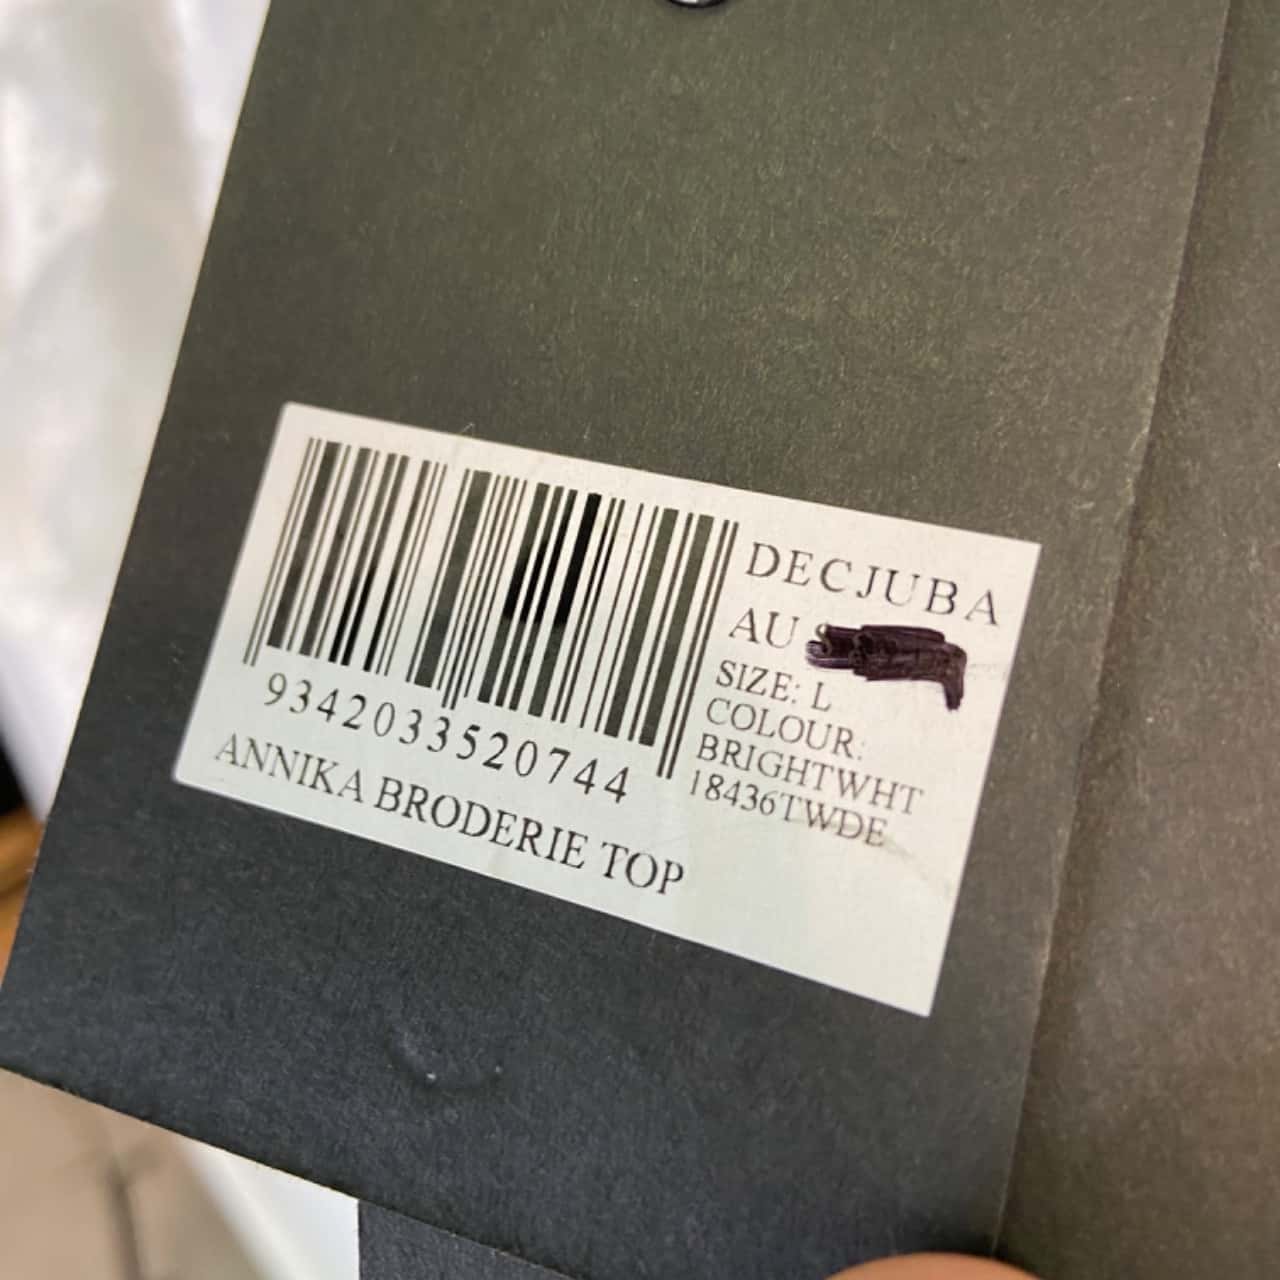 DECJUBA
AU
SIZE: L
COLOUR:
BRIGHTWHT
18436TWDE
9342033520744
ANNIKA BRODERIE TOP